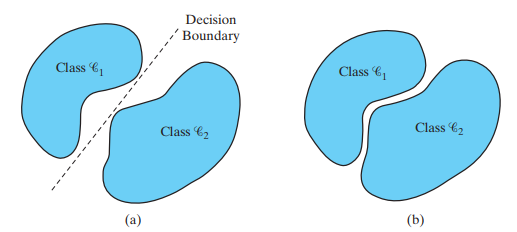 Decision
Boundary
Class 𝒞₁
Class 𝒞₂
(a)
Class 𝒞₁
Class 𝒞₂
(b)